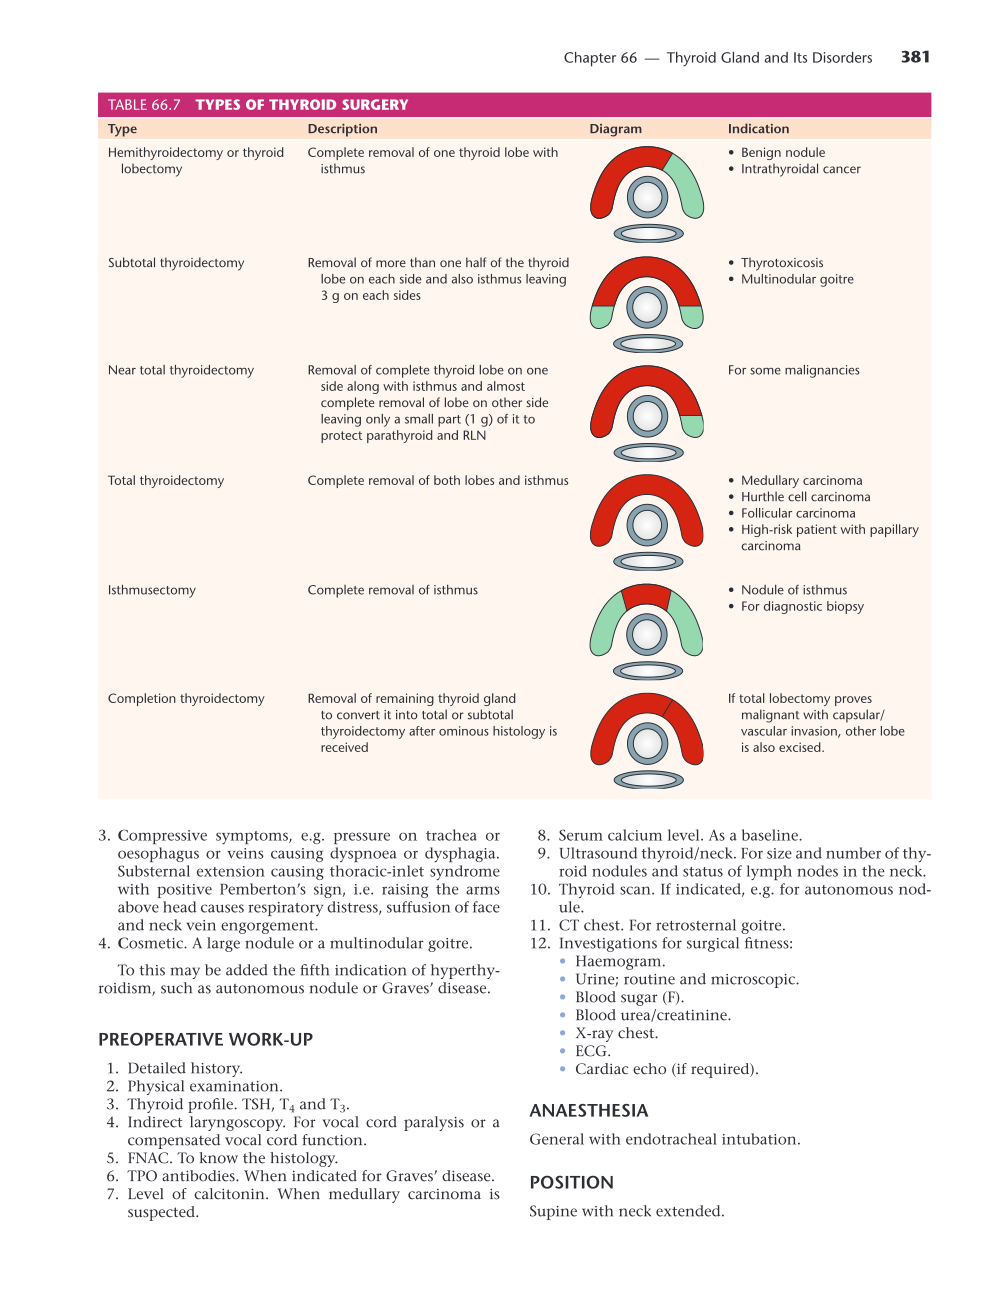 Chapter 66 — Thyroid Gland and Its Disorders 381
TABLE 66.7 TYPES OF THYROID SURGERY
Type Description Diagram Indication
Hemithyroidectomy or thyroid
lobectomy
Complete removal of one thyroid lobe with
isthmus
• Benign nodule
• Intrathyroidal cancer
Subtotal thyroidectomy
Removal of more than one half of the thyroid
lobe on each side and also isthmus leaving
3 g on each sides
• Thyrotoxicosis
• Multinodular goitre
Near total thyroidectomy
Removal of complete thyroid lobe on one
side along with isthmus and almost
complete removal of lobe on other side
leaving only a small part (1 g) of it to
protect parathyroid and RLN
For some malignancies
Total thyroidectomy
Complete removal of both lobes and isthmus
• Medullary carcinoma
• Hurthle cell carcinoma
• Follicular carcinoma
• High-risk patient with papillary
carcinoma
Isthmusectomy
Complete removal of isthmus
• Nodule of isthmus
• For diagnostic biopsy
Completion thyroidectomy
Removal of remaining thyroid gland
to convert it into total or subtotal
thyroidectomy after ominous histology is
received
If total lobectomy proves
malignant with capsular/
vascular invasion, other lobe
is also excised.
3. Compressive symptoms, e.g. pressure on trachea or
oesophagus or veins causing dyspnoea or dysphagia.
Substernal extension causing thoracic-inlet syndrome
with positive Pemberton’s sign, i.e. raising the arms
above head causes respiratory distress, suffusion of face
and neck vein engorgement.
4. Cosmetic. A large nodule or a multinodular goitre.
To this may be added the fifth indication of hyperthy-
roidism, such as autonomous nodule or Graves’ disease.
PREOPERATIVE WORK-UP
1. Detailed history.
2. Physical examination.
3. Thyroid profile. TSH, T4 and T3.
4. Indirect laryngoscopy. For vocal cord paralysis or a
compensated vocal cord function.
5. FNAC. To know the histology.
6. TPO antibodies. When indicated for Graves’ disease.
7. Level of calcitonin. When medullary carcinoma is
suspected.
8. Serum calcium level. As a baseline.
9. Ultrasound thyroid/neck. For size and number of thy-
roid nodules and status of lymph nodes in the neck.
10. Thyroid scan. If indicated, e.g. for autonomous nod-
ule.
11. CT chest. For retrosternal goitre.
12. Investigations for surgical fitness:
• Haemogram.
• Urine; routine and microscopic.
• Blood sugar (F).
• Blood urea/creatinine.
• X-ray chest.
• ECG.
• Cardiac echo (if required).
ANAESTHESIA
General with endotracheal intubation.
POSITION
Supine with neck extended.